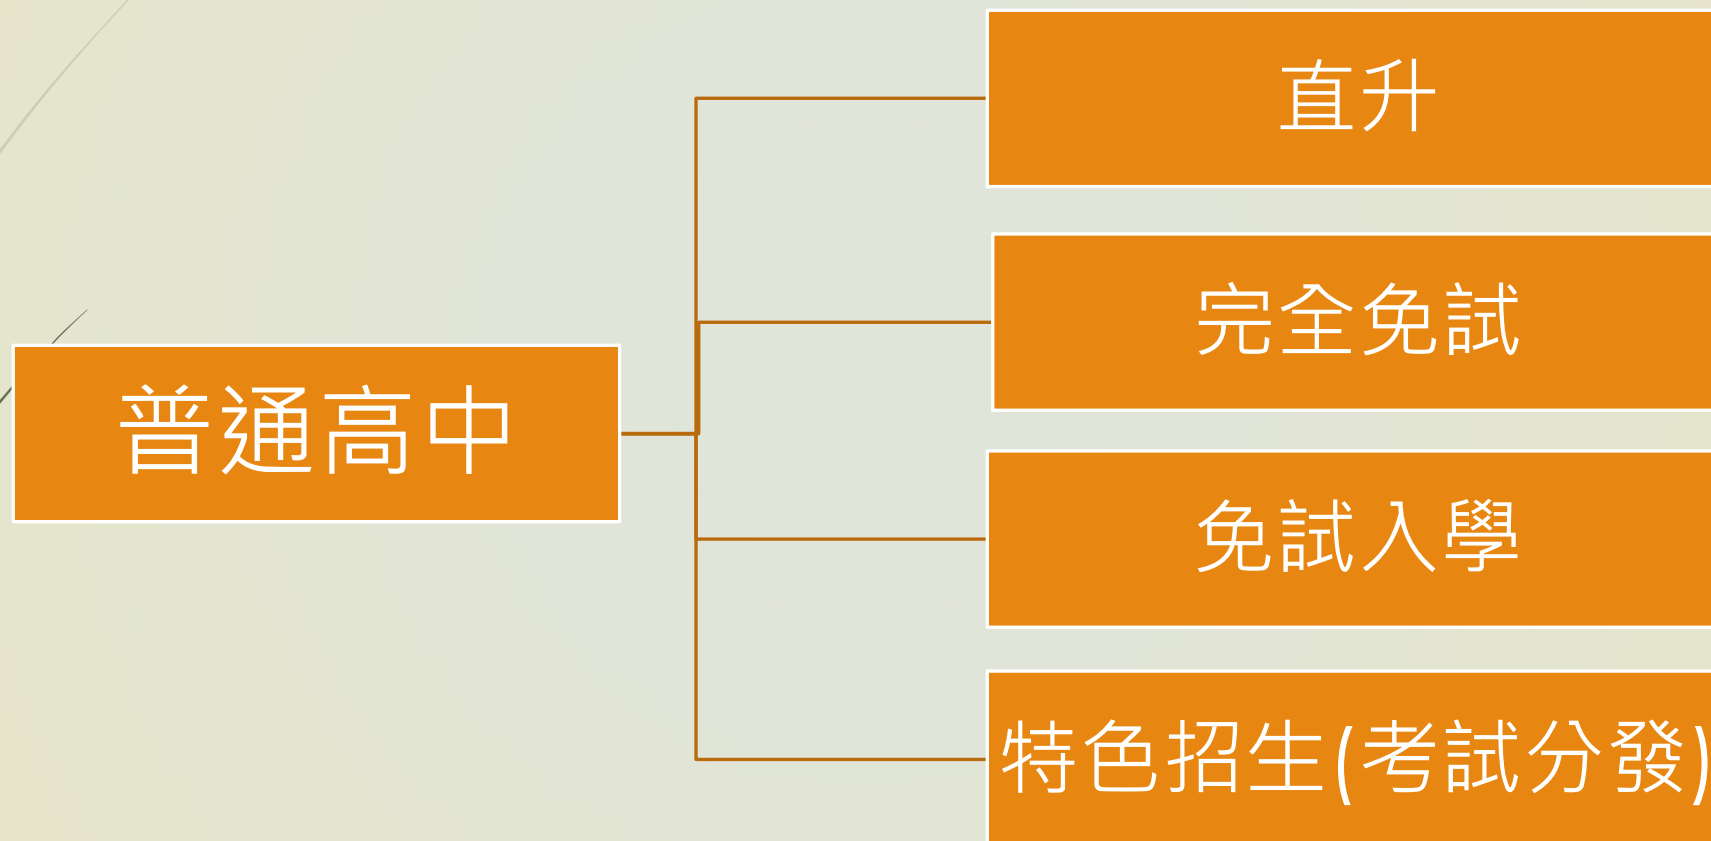 普通高中
直升
完全免試
免試入學
特色招生(考試分發)